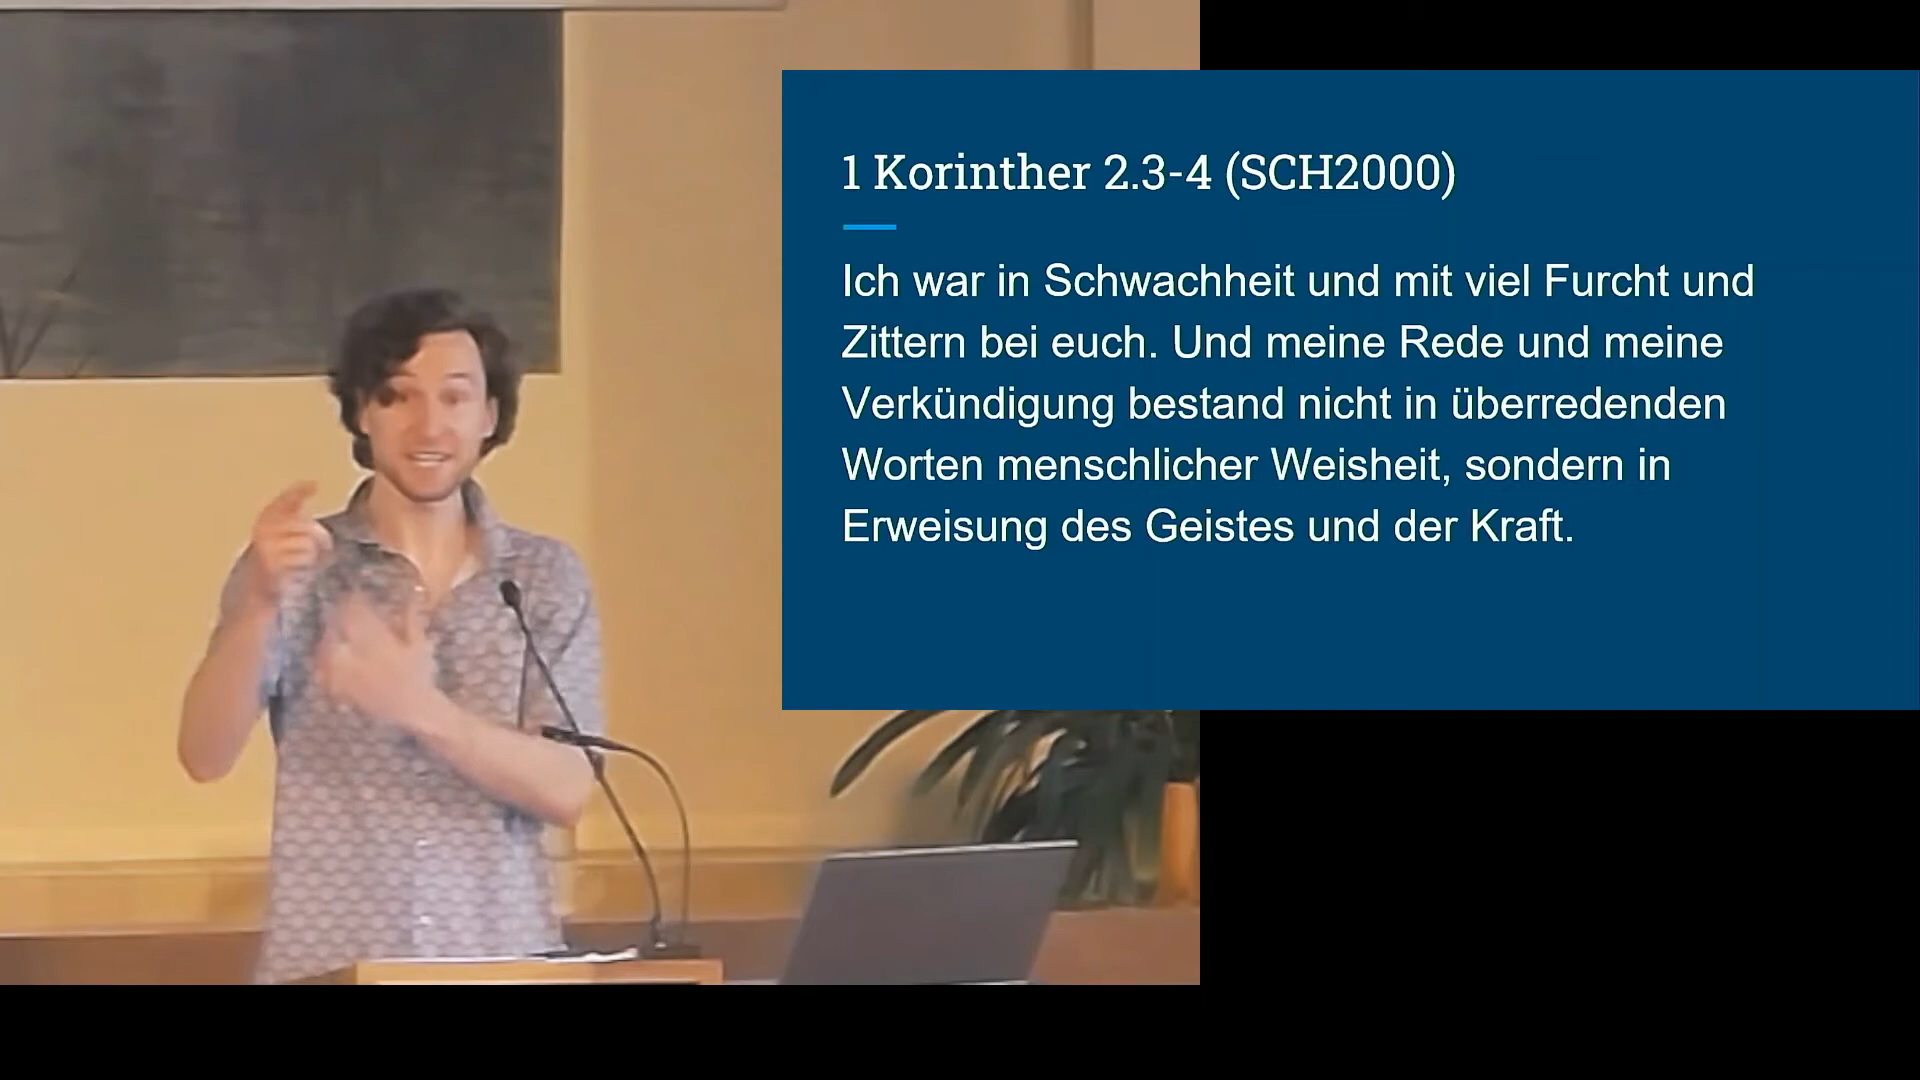 1 Korinther 2.3-4 (SCH2000)
Ich war in Schwachheit und mit viel Furcht und
Zittern bei euch. Und meine Rede und meine
Verkündigung bestand nicht in überredenden
Worten menschlicher Weisheit, sondern in
Erweisung des Geistes und der Kraft.